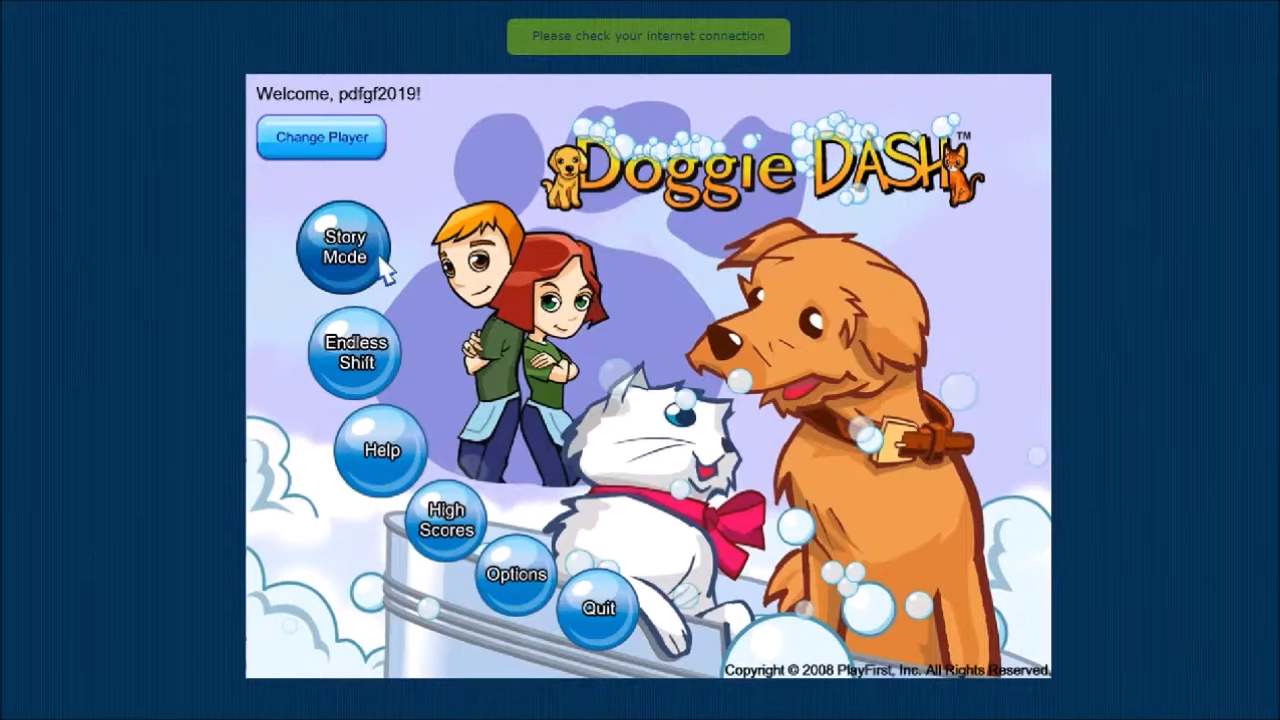 Please check your internet connection
Welcome, pdfgf2019!
Change Player
Doggie DASH™
Story
Mode
Endless
Shift
Help
High
Scores
Options
Quit
Copyright © 2008 PlayFirst, Inc. All Rights Reserved.